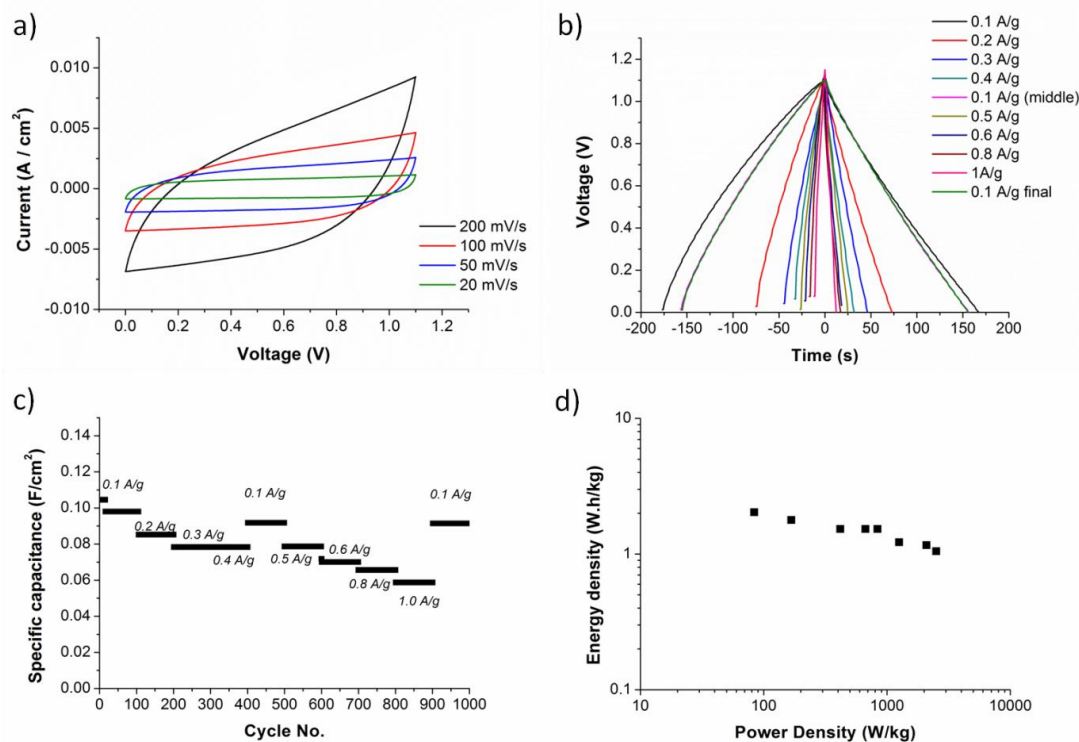 a)
0.010
0.005
0.000
-0.005
-0.010
Current (A / cm²)
0.0 0.2 0.4 0.6 0.8 1.0 1.2
Voltage (V)
200 mV/s
100 mV/s
50 mV/s
20 mV/s
b)
1.2
1.0
0.8
0.6
0.4
0.2
0.0
Voltage (V)
-200 -150 -100 -50 0 50 100 150 200
Time (s)
0.1 A/g
0.2 A/g
0.3 A/g
0.4 A/g
0.1 A/g (middle)
0.5 A/g
0.6 A/g
0.8 A/g
1A/g
0.1 A/g final
c)
0.14
0.12
0.10
0.08
0.06
0.04
0.02
0.00
Specific capacitance (F/cm²)
0.1 A/g
0.2 A/g
0.3 A/g
0.4 A/g
0.1 A/g
0.5 A/g
0.6 A/g
0.8 A/g
1.0 A/g
0.1 A/g
0 100 200 300 400 500 600 700 800 900 1000
Cycle No.
d)
10
1
0.1
Energy density (W.h/kg)
10 100 1000 10000
Power Density (W/kg)